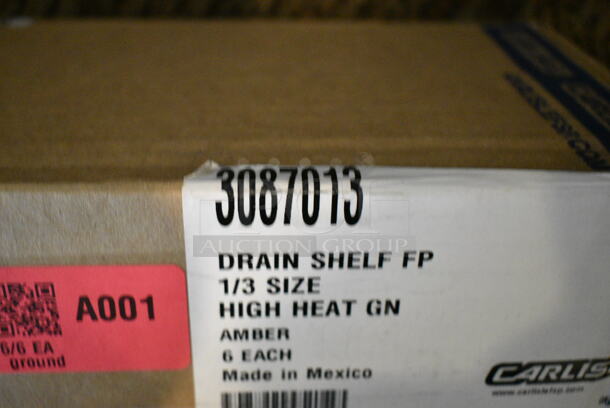 3087013
AUCTION GROUP
DRAIN SHELF FP
1/3 SIZE
HIGH HEAT GN
AMBER
6 EACH
Made in Mexico
A001
6/6 EA
ground
CARLIS
www.carlislefsp.com